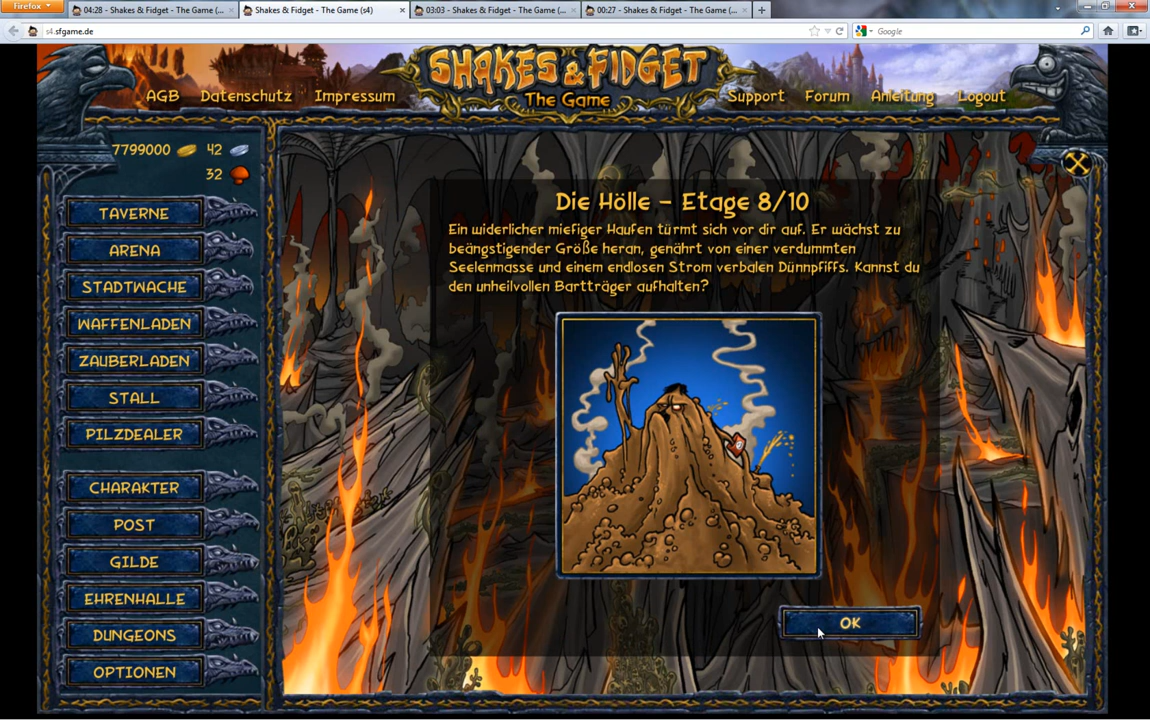 Firefox
04:28 - Shakes & Fidget - The Game (...
Shakes & Fidget - The Game (s4)
03:03 - Shakes & Fidget - The Game (...
00:27 - Shakes & Fidget - The Game (...
s4.sfgame.de
Google
SHAKES & FIDGET
The Game
AGB Datenschutz Impressum
Support Forum Anleitung Logout
7799000 42
32
TAVERNE
ARENA
STADTWACHE
WAFFENLADEN
ZAUBERLADEN
STALL
PILZDEALER
CHARAKTER
POST
GILDE
EHRENHALLE
DUNGEONS
OPTIONEN
Die Hölle - Etage 8/10
Ein widerlicher miefiger Haufen türmt sich vor dir auf. Er wächst zu
beängstigender Größe heran, genährt von einer verdummten
Seelenmasse und einem endlosen Strom verbalen Dünnpfiffs. Kannst du
den unheilvollen Bartträger aufhalten?
OK